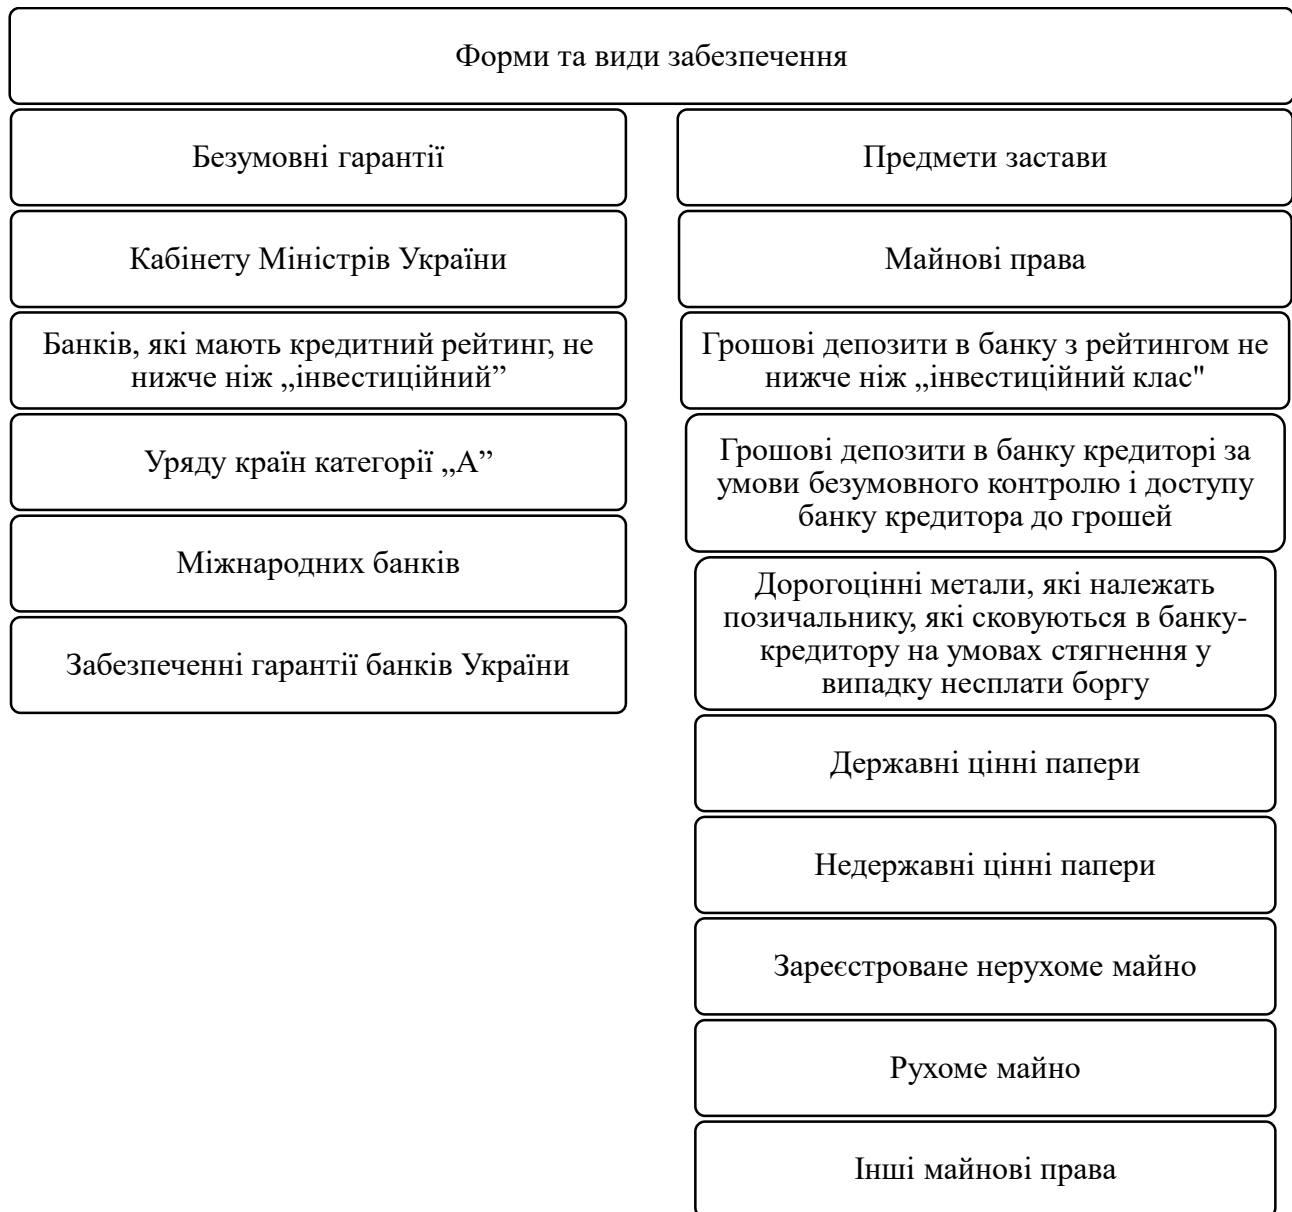 Форми та види забезпечення
Безумовні гарантії
Кабінету Міністрів України
Банків, які мають кредитний рейтинг, не
нижче ніж „інвестиційний”
Уряду країн категорії „А”
Міжнародних банків
Забезпеченні гарантії банків України
Предмети застави
Майнові права
Грошові депозити в банку з рейтингом не
нижче ніж „інвестиційний клас"
Грошові депозити в банку кредиторі за
умови безумовного контролю і доступу
банку кредитора до грошей
Дорогоцінні метали, які належать
позичальнику, які сковуються в банку-
кредитору на умовах стягнення у
випадку несплати боргу
Державні цінні папери
Недержавні цінні папери
Зареєстроване нерухоме майно
Рухоме майно
Інші майнові права